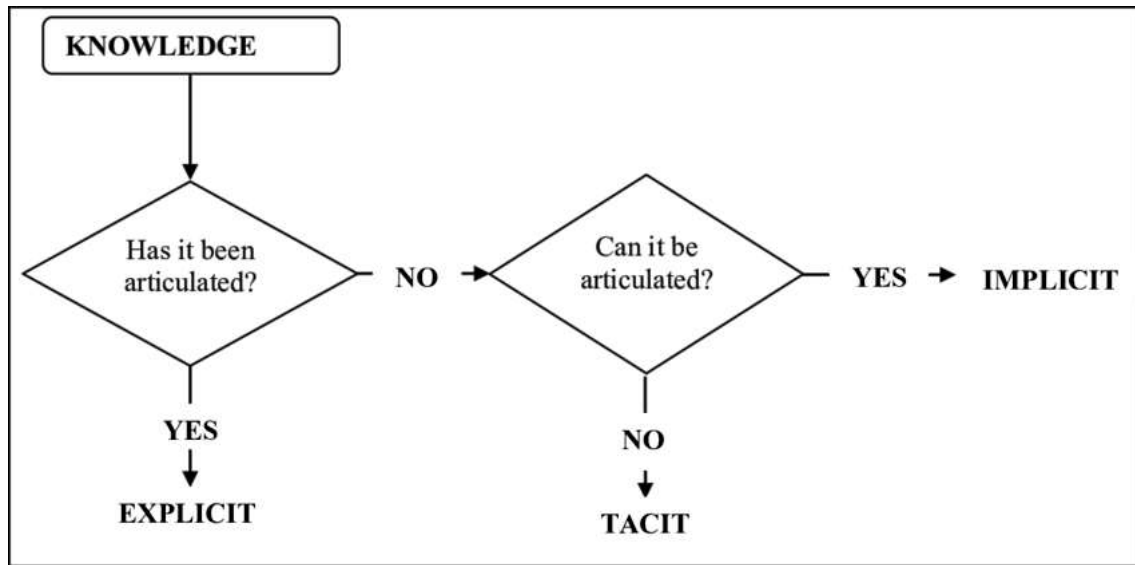 KNOWLEDGE
Has it been
articulated?
NO
Can it be
articulated?
YES
IMPLICIT
YES
EXPLICIT
NO
TACIT